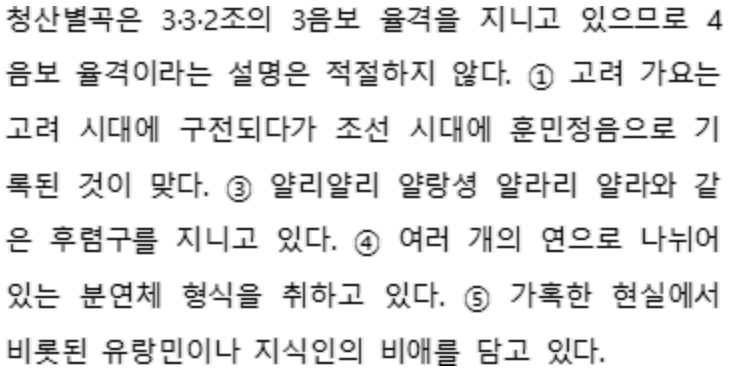 청산별곡은 3·3·2조의 3음보 율격을 지니고 있으므로 4
음보 율격이라는 설명은 적절하지 않다. ① 고려 가요는
고려 시대에 구전되다가 조선 시대에 훈민정음으로 기
록된 것이 맞다. ③ 얄리얄리 얄랑셩 얄라리 얄라와 같
은 후렴구를 지니고 있다. ④ 여러 개의 연으로 나뉘어
있는 분연체 형식을 취하고 있다. ⑤ 가혹한 현실에서
비롯된 유랑민이나 지식인의 비애를 담고 있다.